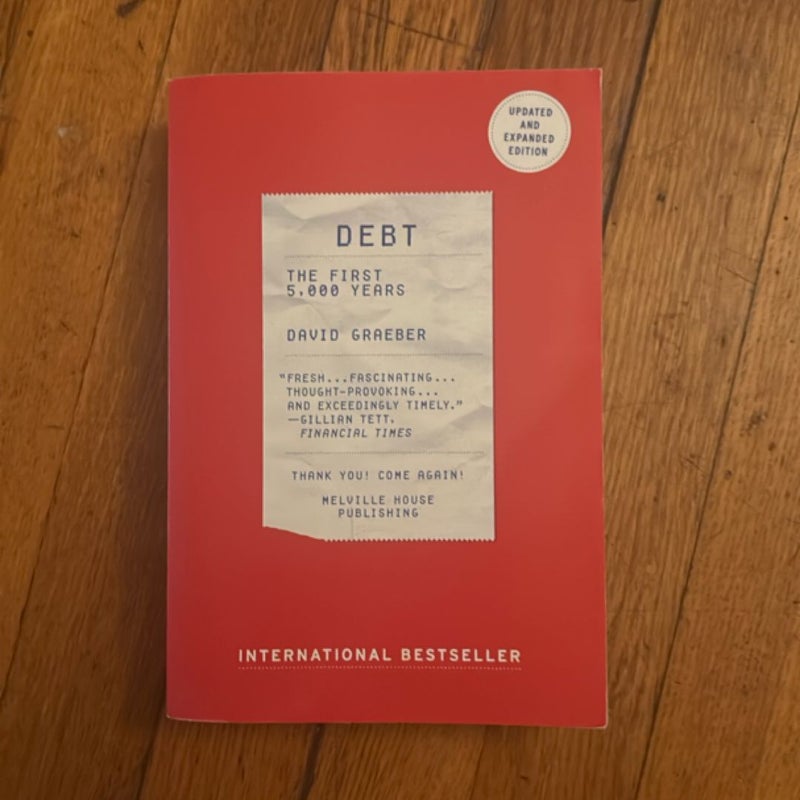 UPDATED
AND
EXPANDED
EDITION
DEBT
THE FIRST
5,000 YEARS
DAVID GRAEBER
"FRESH...FASCINATING...
THOUGHT-PROVOKING...
AND EXCEEDINGLY TIMELY."
—GILLIAN TETT,
FINANCIAL TIMES
THANK YOU! COME AGAIN!
MELVILLE HOUSE
PUBLISHING
INTERNATIONAL BESTSELLER